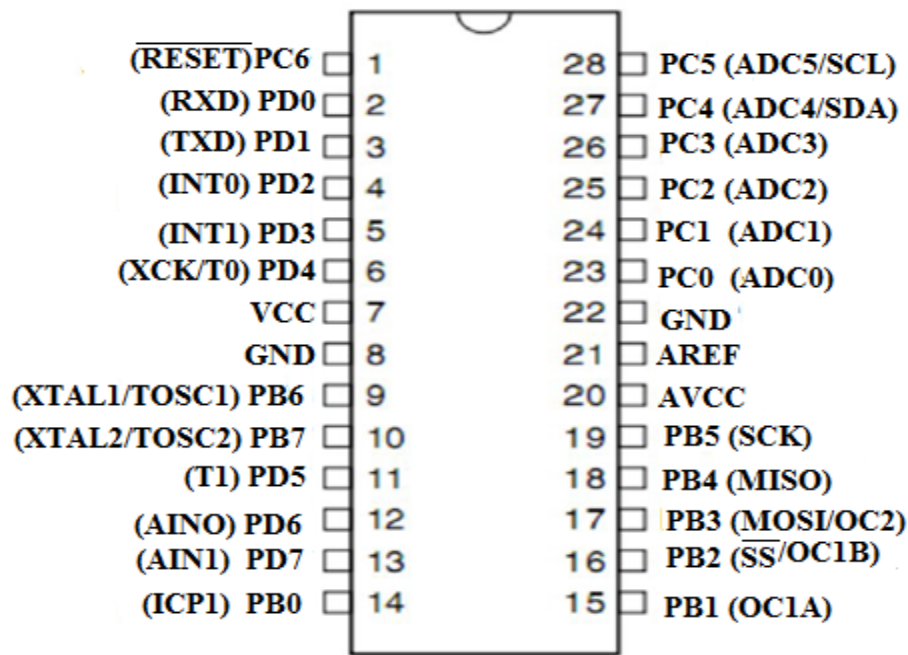 (RESET)PC6 1 28 PC5 (ADC5/SCL)
(RXD) PD0 2 27 PC4 (ADC4/SDA)
(TXD) PD1 3 26 PC3 (ADC3)
(INT0) PD2 4 25 PC2 (ADC2)
(INT1) PD3 5 24 PC1 (ADC1)
(XCK/T0) PD4 6 23 PC0 (ADC0)
VCC 7 22 GND
GND 8 21 AREF
(XTAL1/TOSC1) PB6 9 20 AVCC
(XTAL2/TOSC2) PB7 10 19 PB5 (SCK)
(T1) PD5 11 18 PB4 (MISO)
(AINO) PD6 12 17 PB3 (MOSI/OC2)
(AIN1) PD7 13 16 PB2 (SS/OC1B)
(ICP1) PB0 14 15 PB1 (OC1A)